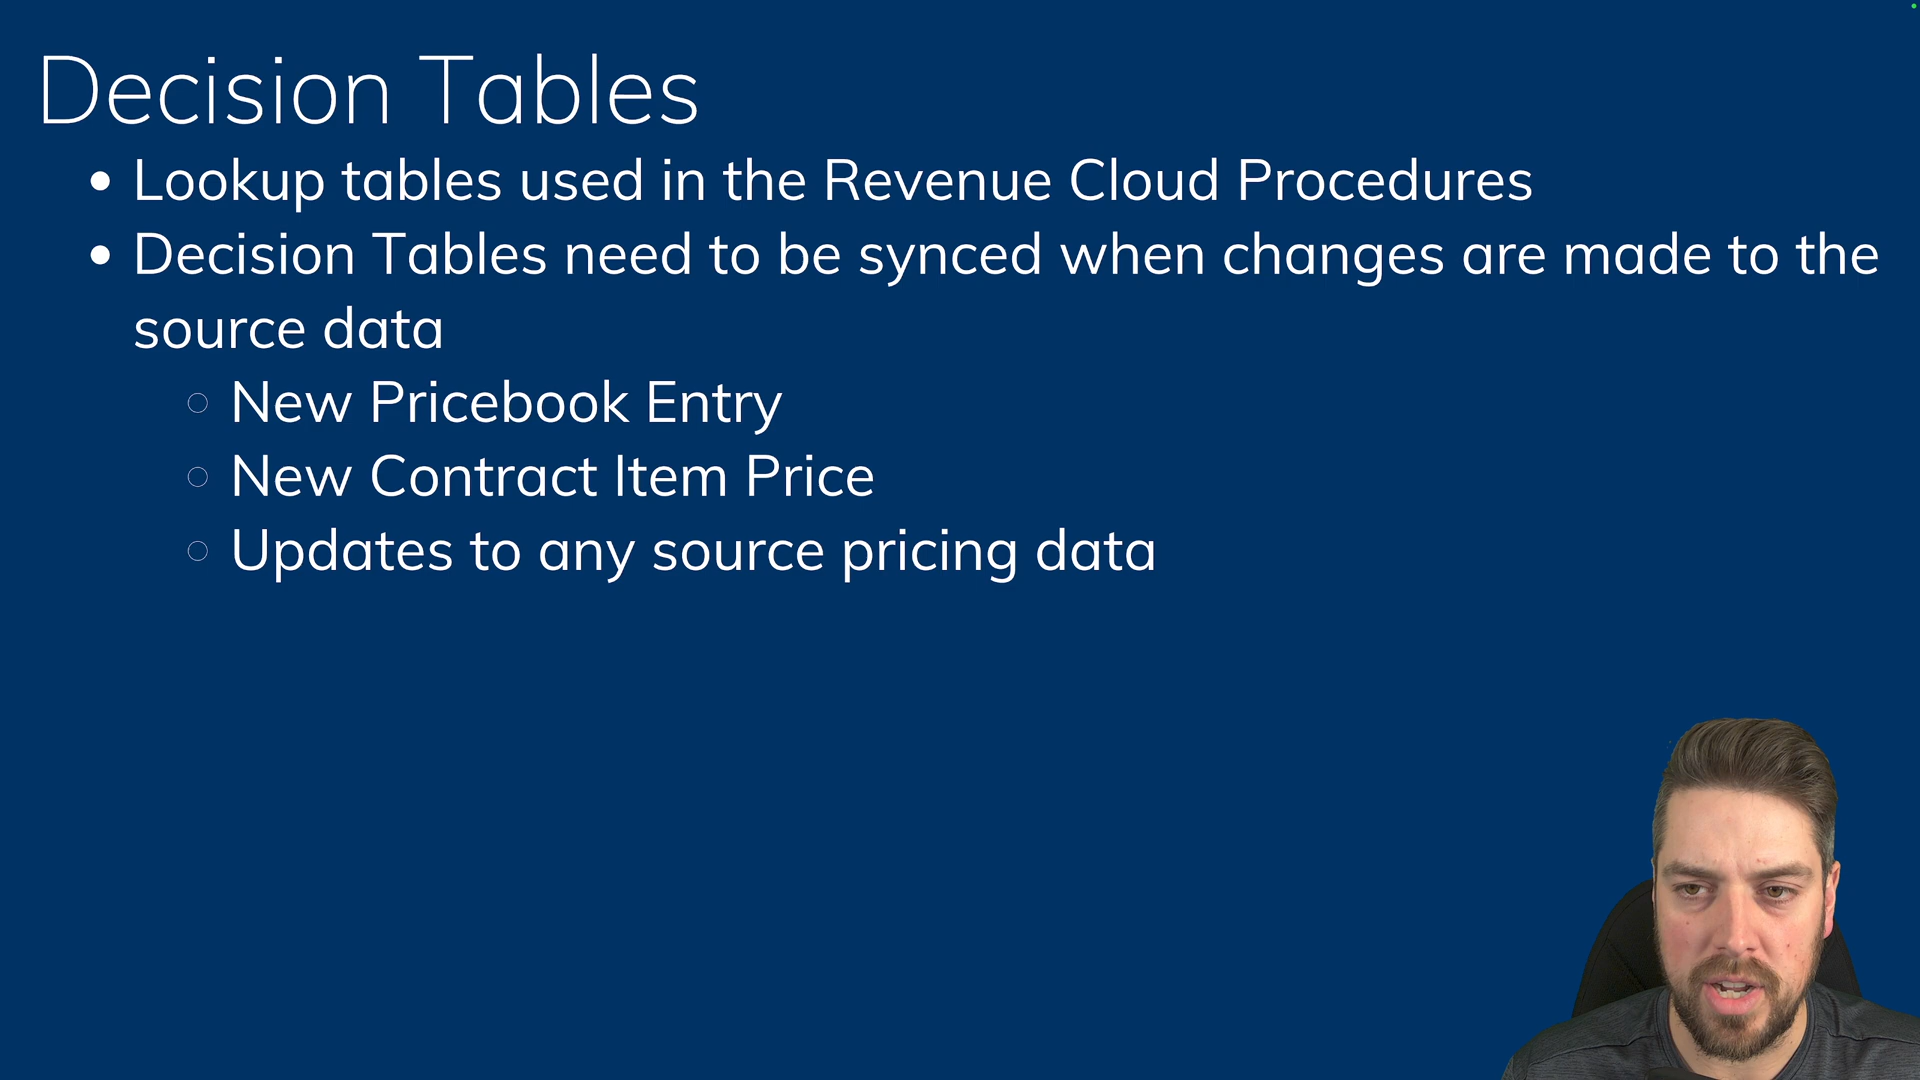 Decision Tables
• Lookup tables used in the Revenue Cloud Procedures
• Decision Tables need to be synced when changes are made to the
source data
○ New Pricebook Entry
○ New Contract Item Price
○ Updates to any source pricing data